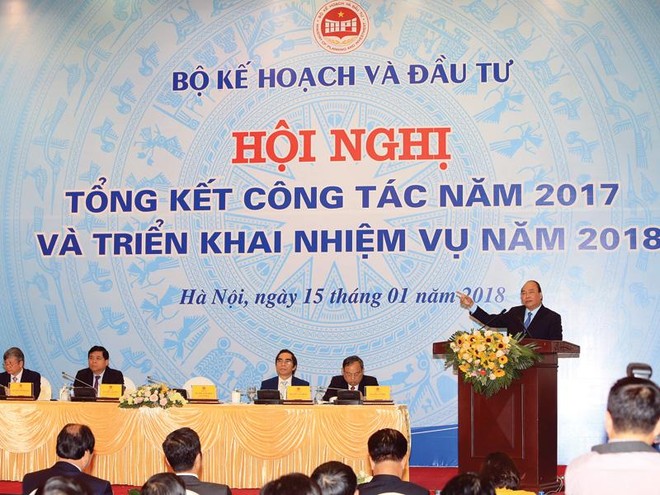 MPI
BỘ KẾ HOẠCH VÀ ĐẦU TƯ
HỘI NGHỊ
TỔNG KẾT CÔNG TÁC NĂM 2017
VÀ TRIỂN KHAI NHIỆM VỤ NĂM 2018
Hà Nội, ngày 15 tháng 01 năm 2018